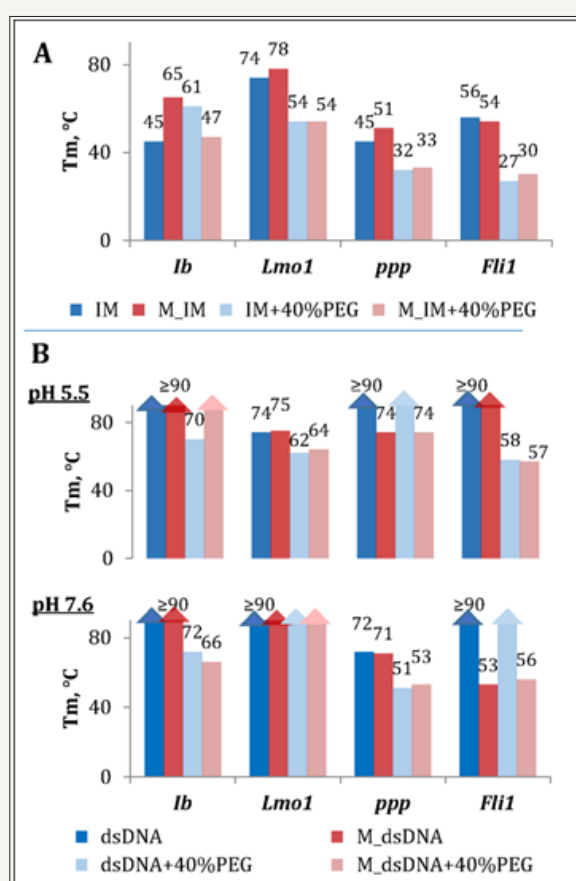 A
Tm, °C
80
40
0
45 65 61 47
74 78 54 54
45 51 32 33
56 54 27 30
Ib Lmo1 ppp Fli1
IM M_IM IM+40%PEG M_IM+40%PEG
B
pH 5.5
Tm, °C
80
40
0
≥90 70
74 75 62 64
≥90 74 74
≥90 58 57
pH 7.6
Tm, °C
80
40
0
≥90 72 66
≥90
72 71 51 53
≥90 53 56
Ib Lmo1 ppp Fli1
dsDNA M_dsDNA
dsDNA+40%PEG M_dsDNA+40%PEG